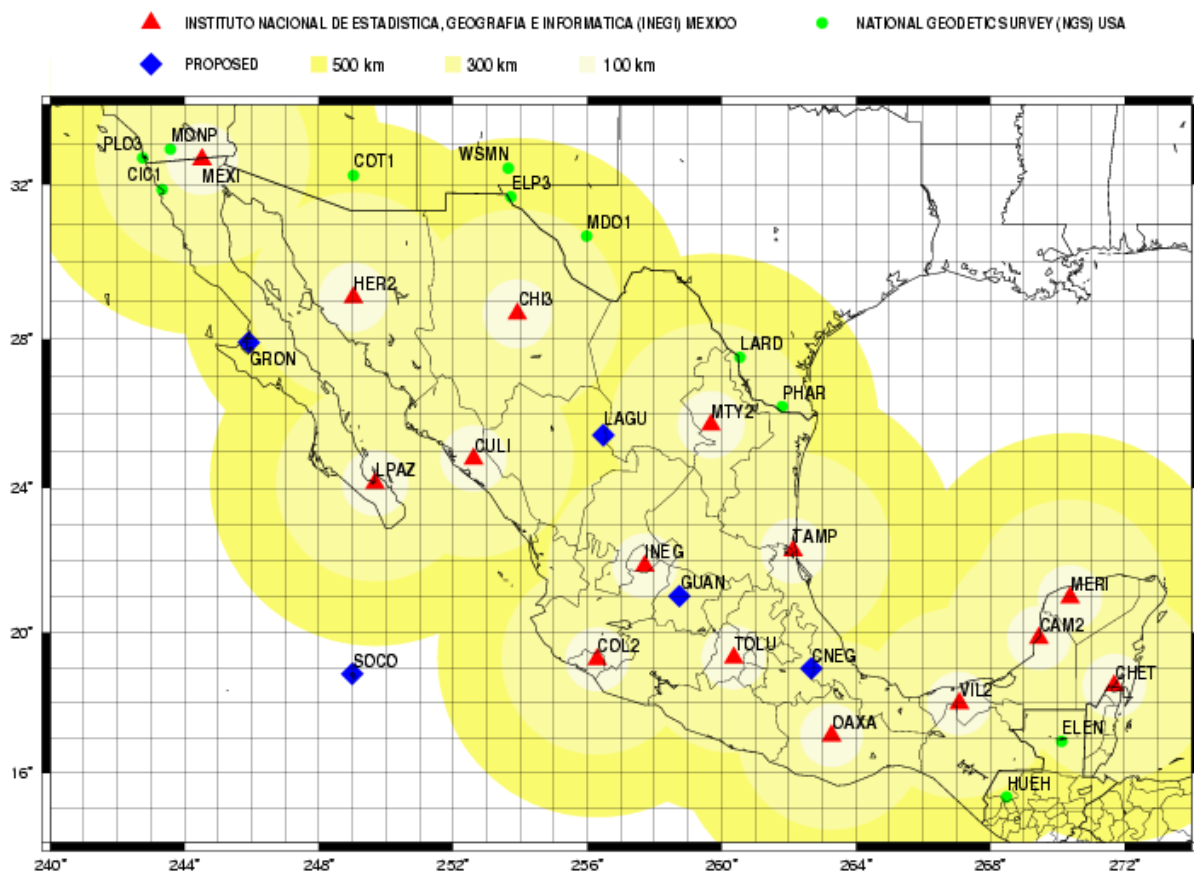 INSTITUTO NACIONAL DE ESTADISTICA, GEOGRAFIA E INFORMATICA (INEGI) MEXICO
NATIONAL GEODETIC SURVEY (NGS) USA
PROPOSED
500 km
300 km
100 km
PLO3
MONP
CIC1
MEXI
COT1
WSMN
ELP3
MDO1
32°
HER2
CHI3
28°
GRON
LARD
PHAR
LAGU
MTY2
CULI
LPAZ
24°
TAMP
INEG
GUAN
MERI
CAM2
20°
COL2
TOLU
CNEG
SOCO
CHET
VIL2
OAXA
ELEN
16°
HUEH
240°
244°
248°
252°
256°
260°
264°
268°
272°